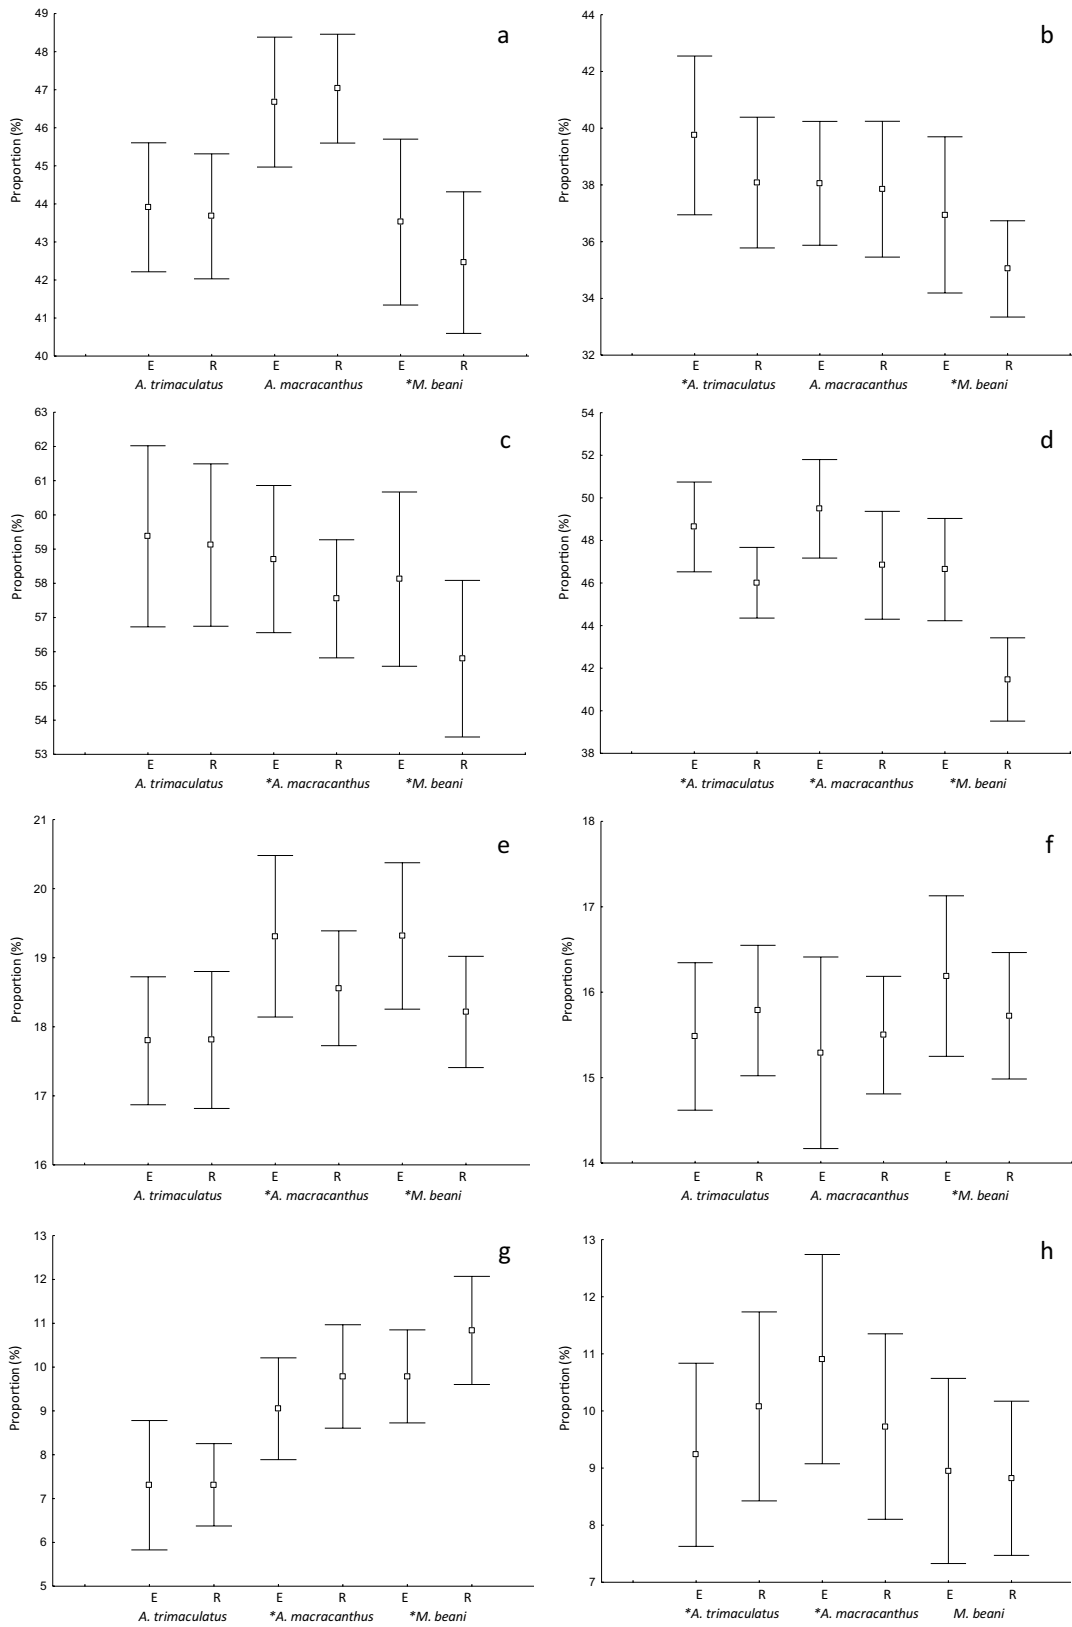 a
Proportion (%)
49
48
47
46
45
44
43
42
41
40
E R E R E R
A. trimaculatus A. macracanthus *M. beani
b
Proportion (%)
44
42
40
38
36
34
32
E R E R E R
*A. trimaculatus A. macracanthus *M. beani
c
Proportion (%)
63
62
61
60
59
58
57
56
55
54
53
E R E R E R
A. trimaculatus *A. macracanthus *M. beani
d
Proportion (%)
54
52
50
48
46
44
42
40
38
E R E R E R
*A. trimaculatus *A. macracanthus *M. beani
e
Proportion (%)
21
20
19
18
17
16
E R E R E R
A. trimaculatus *A. macracanthus *M. beani
f
Proportion (%)
18
17
16
15
14
E R E R E R
A. trimaculatus A. macracanthus *M. beani
g
Proportion (%)
13
12
11
10
9
8
7
6
5
E R E R E R
A. trimaculatus *A. macracanthus *M. beani
h
Proportion (%)
13
12
11
10
9
8
7
E R E R E R
*A. trimaculatus *A. macracanthus M. beani